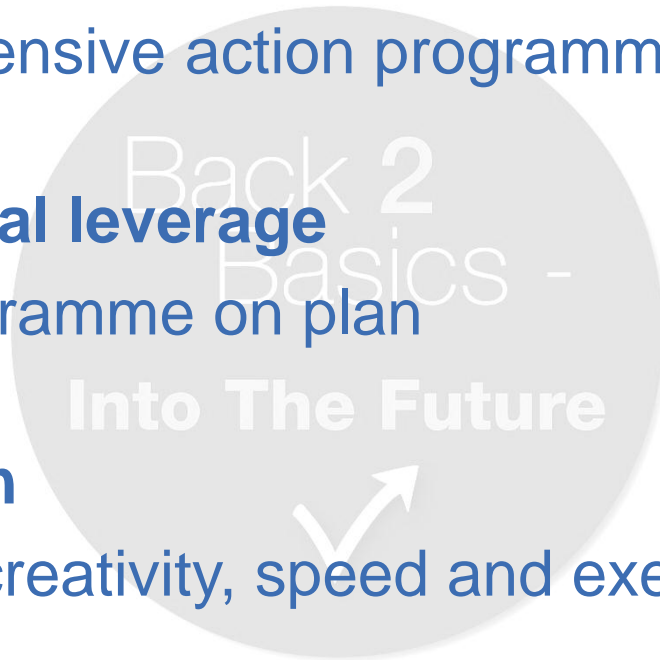 ensive action programm
Back 2
al leverage
Basics -
ramme on plan
Into The Future
n
creativity, speed and exe